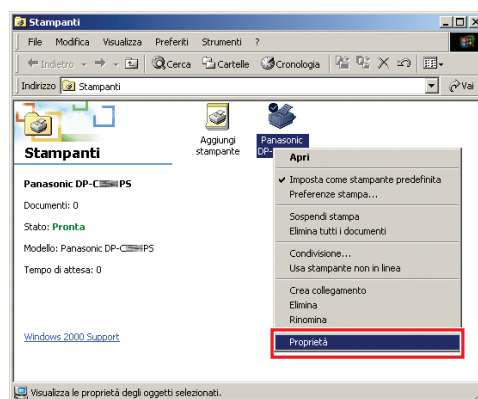 Stampanti
File Modifica Visualizza Preferiti Strumenti ?
Indietro Cerca Cartelle Cronologia
Indirizzo Stampanti Vai
Stampanti
Panasonic DP-C PS
Documenti: 0
Stato: Pronta
Modello: Panasonic DP-C PS
Tempo di attesa: 0
Windows 2000 Support
Aggiungi
stampante
Panasonic
DP-
Apri
Imposta come stampante predefinita
Preferenze stampa...
Sospendi stampa
Elimina tutti i documenti
Condivisione...
Usa stampante non in linea
Crea collegamento
Elimina
Rinomina
Proprietà
Visualizza le proprietà degli oggetti selezionati.